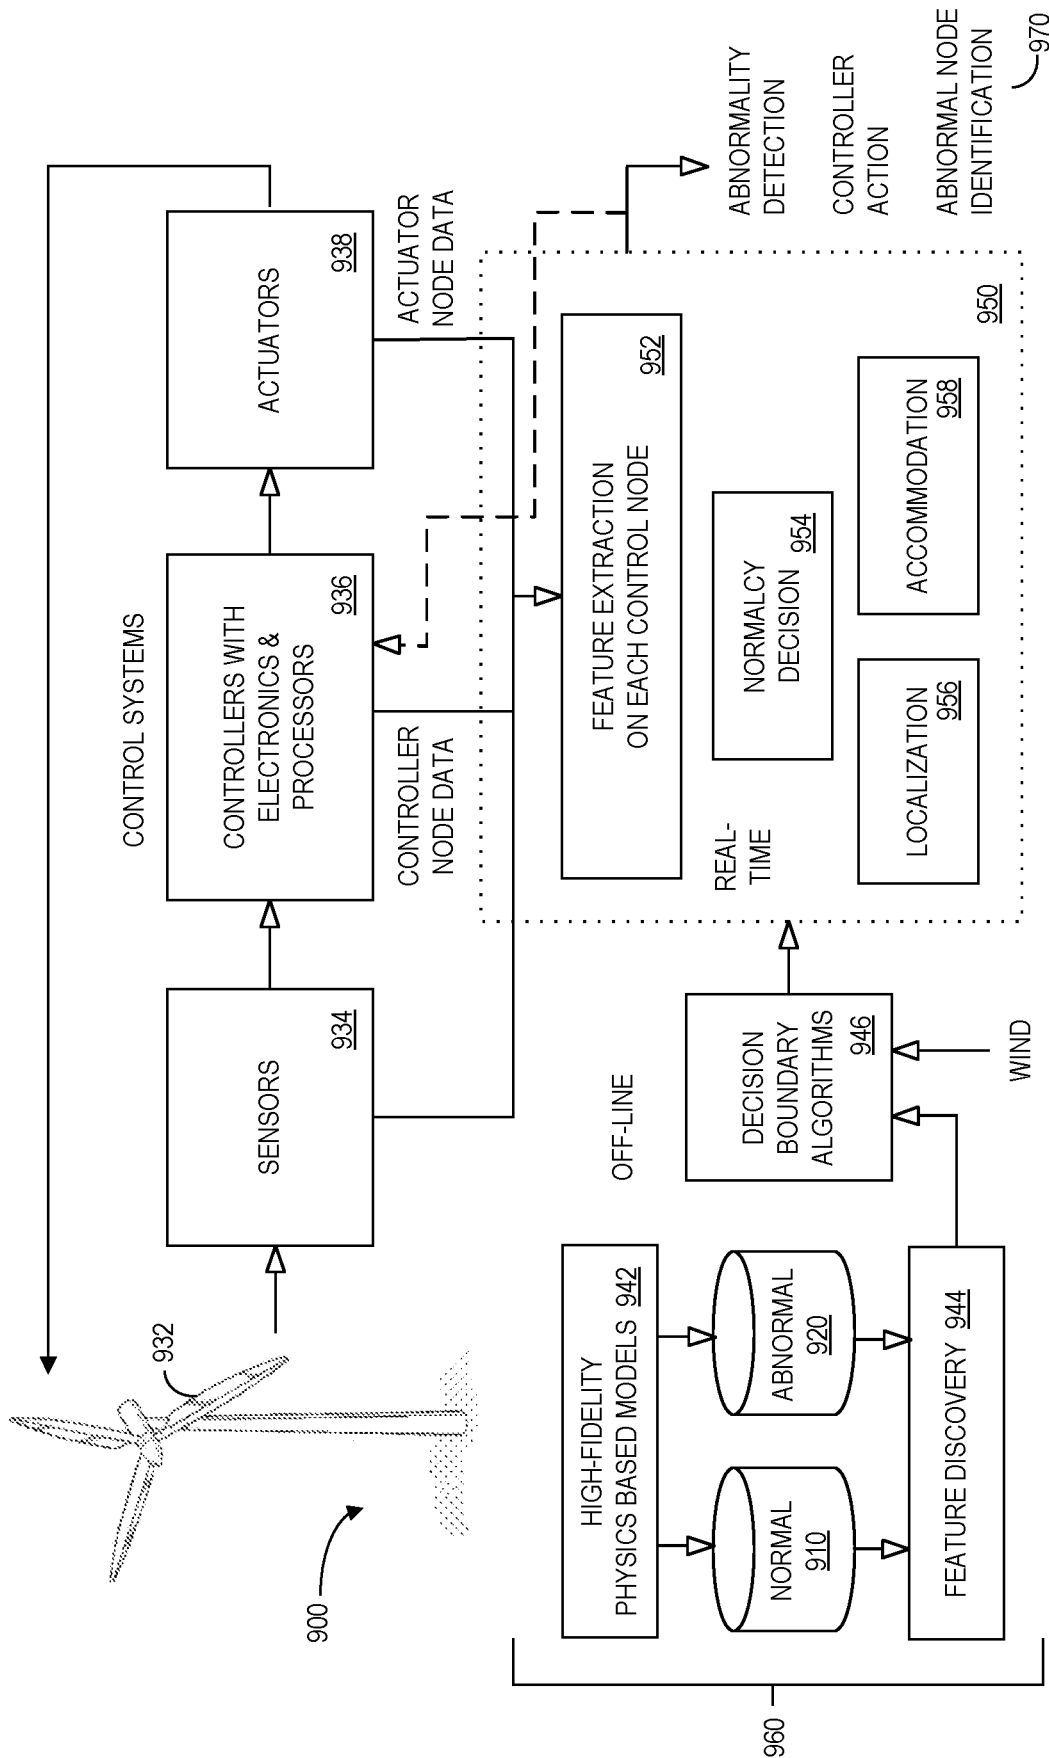 CONTROL SYSTEMS
932
900
SENSORS
934
CONTROLLERS WITH
ELECTRONICS &
PROCESSORS
936
ACTUATORS
938
CONTROLLER
NODE DATA
ACTUATOR
NODE DATA
OFF-LINE
HIGH-FIDELITY
PHYSICS BASED MODELS 942
NORMAL
910
ABNORMAL
920
FEATURE DISCOVERY 944
960
DECISION
BOUNDARY
ALGORITHMS
946
WIND
REAL-
TIME
FEATURE EXTRACTION
ON EACH CONTROL NODE
952
NORMALCY
DECISION
954
LOCALIZATION
956
ACCOMMODATION
958
950
ABNORMALITY
DETECTION
CONTROLLER
ACTION
ABNORMAL NODE
IDENTIFICATION
970